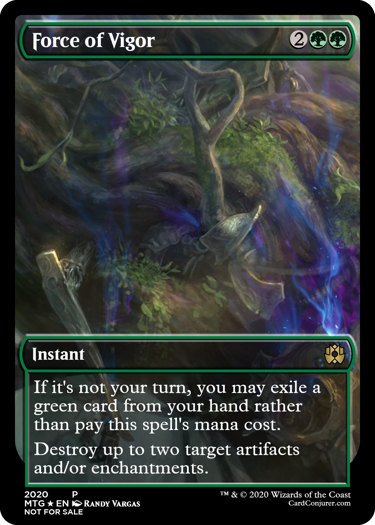 Force of Vigor 2
Instant
If it's not your turn, you may exile a
green card from your hand rather
than pay this spell's mana cost.
Destroy up to two target artifacts
and/or enchantments.
2020 P
MTG ★ EN Randy Vargas
NOT FOR SALE
™ & © 2020 Wizards of the Coast
CardConjurer.com